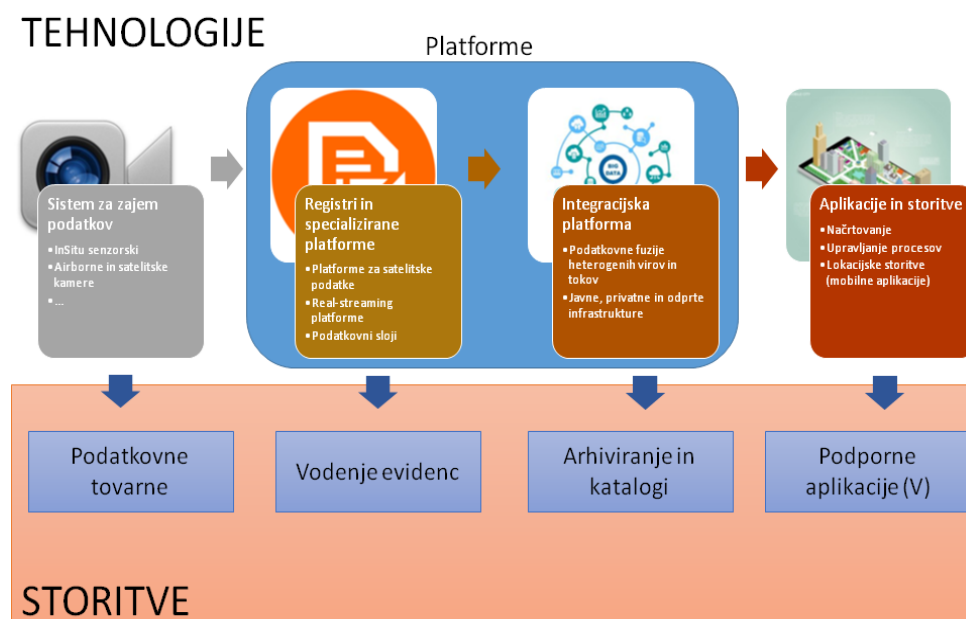 TEHNOLOGIJE
Platforme
BIG
DATA
Sistem za zajem
podatkov
▪InSitu senzorski
▪Airborne in satelitske
kamere
▪...
Registri in
specializirane
platforme
▪Platforme za satelitske
podatke
▪Real-streaming
platforme
▪Podatkovni sloji
Integracijska
platforma
▪Podatkovne fuzije
heterogenih virov in
tokov
▪Javne, privatne in odprte
infrastrukture
Aplikacije in storitve
▪Načrtovanje
▪Upravljanje procesov
▪Lokacijske storitve
(mobilne aplikacije)
Podatkovne
tovarne
Vodenje evidenc
Arhiviranje in
katalogi
Podporne
aplikacije (V)
STORITVE